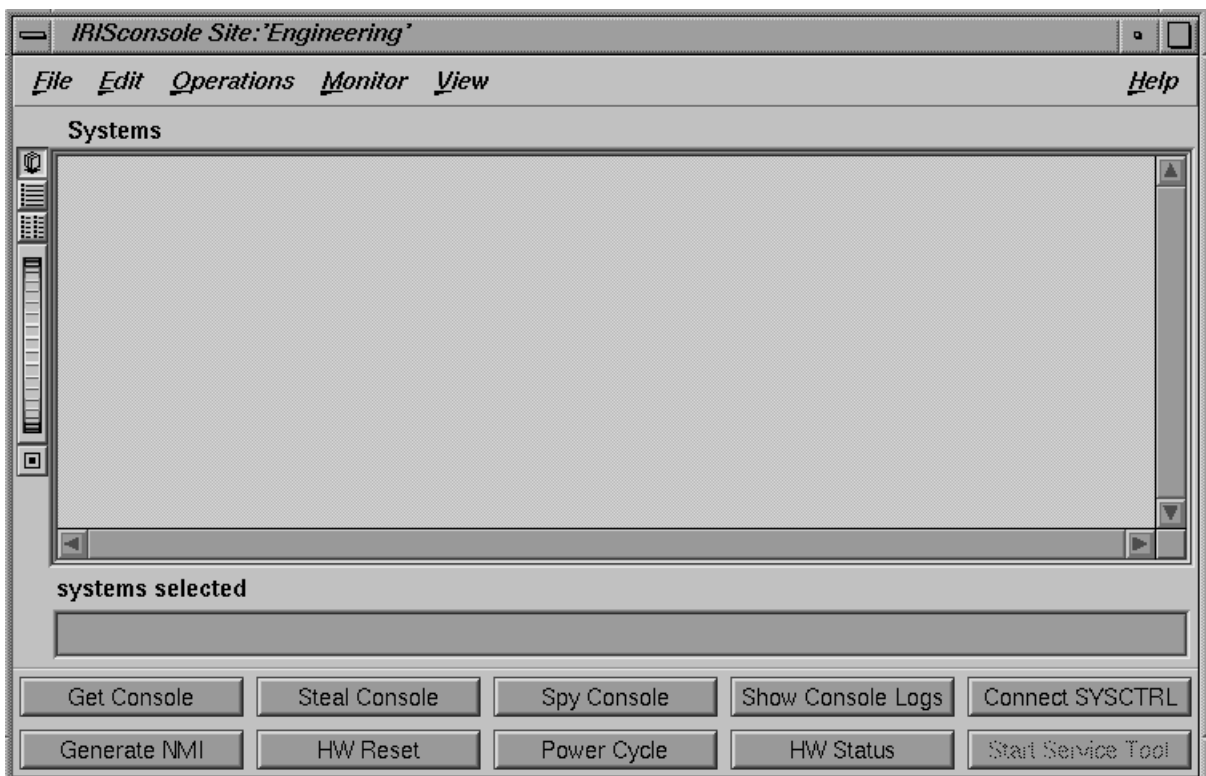 IRISconsole Site:'Engineering'
File Edit Operations Monitor View Help
Systems
systems selected
Get Console Steal Console Spy Console Show Console Logs Connect SYSCTRL
Generate NMI HW Reset Power Cycle HW Status Start Service Tool